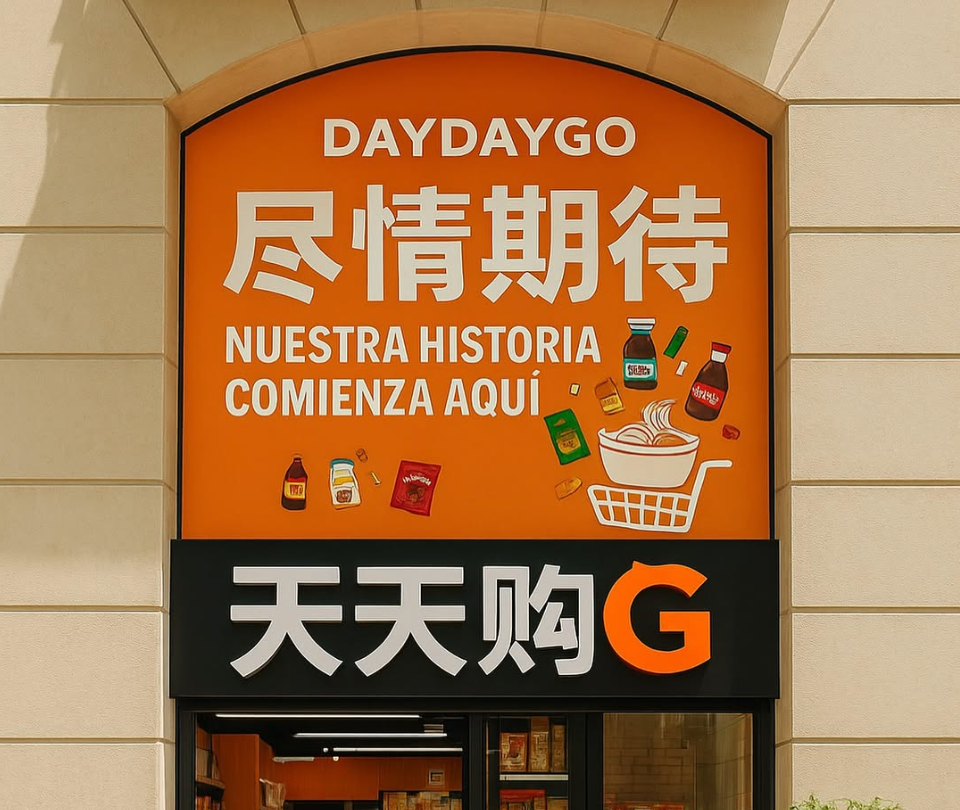 DAYDAYGO
尽情期待
NUESTRA HISTORIA
COMIENZA AQUÍ
天天购G